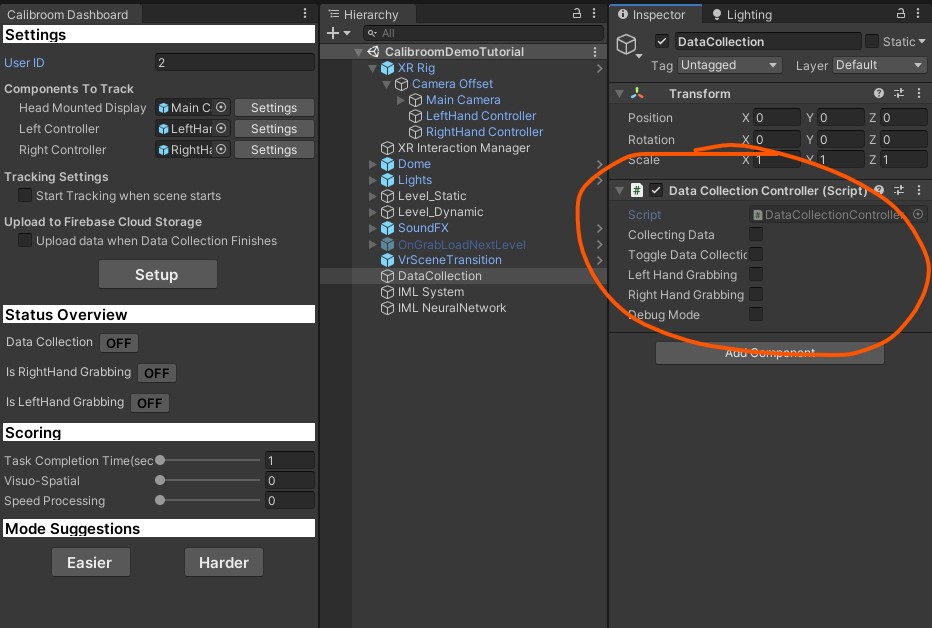 Calibroom Dashboard
Settings
User ID 2
Components To Track
Head Mounted Display Main C Settings
Left Controller LeftHar Settings
Right Controller RightHa Settings
Tracking Settings
Start Tracking when scene starts
Upload to Firebase Cloud Storage
Upload data when Data Collection Finishes
Setup
Status Overview
Data Collection OFF
Is RightHand Grabbing OFF
Is LeftHand Grabbing OFF
Scoring
Task Completion Time(sec 1
Visuo-Spatial 0
Speed Processing 0
Mode Suggestions
Easier Harder
Hierarchy
All
CalibroomDemoTutorial
XR Rig
Camera Offset
Main Camera
LeftHand Controller
RightHand Controller
XR Interaction Manager
Dome
Lights
Level_Static
Level_Dynamic
SoundFX
OnGrabLoadNextLevel
VrSceneTransition
DataCollection
IML System
IML NeuralNetwork
Inspector Lighting
DataCollection Static
Tag Untagged Layer Default
Transform
Position X 0 Y 0 Z 0
Rotation X 0 Y 0 Z 0
Scale X 1 Y 1 Z 1
# Data Collection Controller (Script)
Script # DataCollectionController
Collecting Data
Toggle Data Collectic
Left Hand Grabbing
Right Hand Grabbing
Debug Mode
Add Component